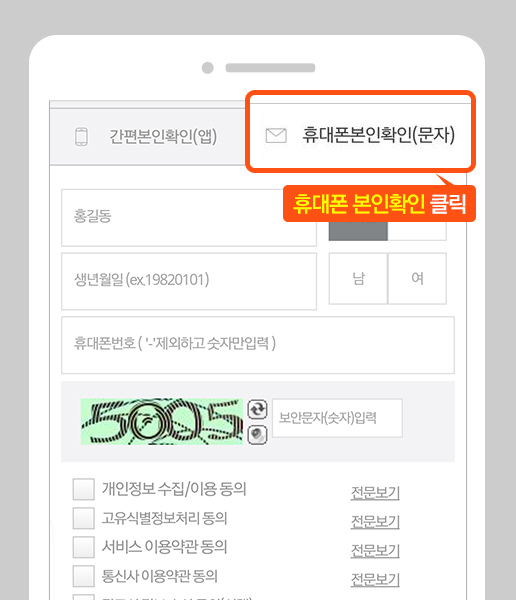 간편본인확인(앱)
휴대폰본인확인(문자)
휴대폰 본인확인 클릭
홍길동
생년월일 (ex.19820101)
남
여
휴대폰번호 ( '-'제외하고 숫자만입력 )
5005
보안문자(숫자)입력
개인정보 수집/이용 동의
전문보기
고유식별정보처리 동의
전문보기
서비스 이용약관 동의
전문보기
통신사 이용약관 동의
전문보기